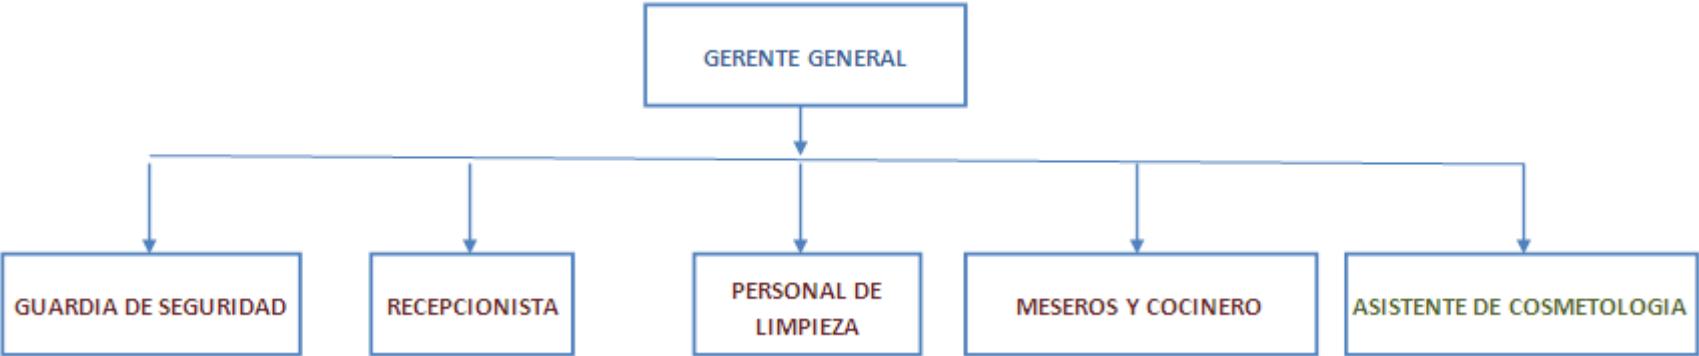 GERENTE GENERAL
GUARDIA DE SEGURIDAD
RECEPCIONISTA
PERSONAL DE
LIMPIEZA
MESEROS Y COCINERO
ASISTENTE DE COSMETOLOGIA